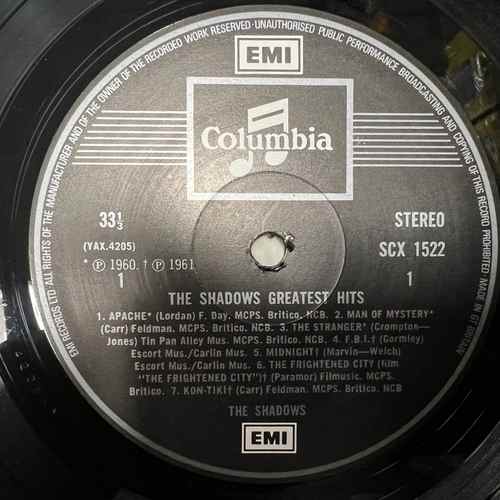 EMI RECORDS LTD ALL RIGHTS OF THE MANUFACTURER AND OF THE OWNER OF THE RECORDED WORK RESERVED · UNAUTHORISED PUBLIC PERFORMANCE BROADCASTING AND COPYING OF THIS RECORD PROHIBITED · MADE IN GT BRITAIN
EMI
Columbia
33⅓ STEREO
(YAX.4205) SCX 1522
* Ⓟ 1960. † Ⓟ 1961
1 1
THE SHADOWS GREATEST HITS
1. APACHE* (Lordan) F. Day. MCPS. Britico. NCB. 2. MAN OF MYSTERY*
(Carr) Feldman. MCPS. Britico. NCB. 3. THE STRANGER* (Crompton—
Jones) Tin Pan Alley Mus. MCPS. Britico. NCB. 4. F.B.I.† (Gormley)
Escort Mus./Carlin Mus. 5. MIDNIGHT† (Marvin—Welch)
Escort Mus./Carlin Mus. 6. THE FRIGHTENED CITY (film
"THE FRIGHTENED CITY")† (Paramor) Filmusic. MCPS.
Britico. 7. KON-TIKI† (Carr) Feldman. MCPS. Britico. NCB
THE SHADOWS
EMI